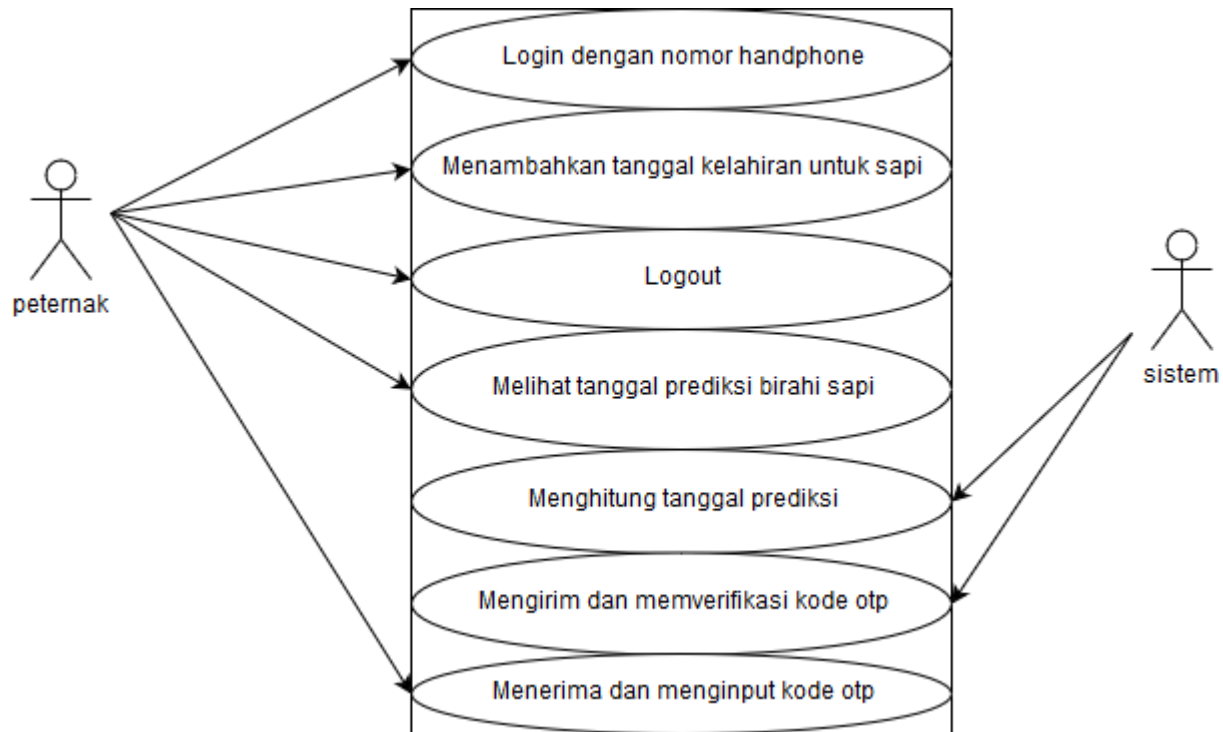 Login dengan nomor handphone
Menambahkan tanggal kelahiran untuk sapi
Logout
peternak
Melihat tanggal prediksi birahi sapi
sistem
Menghitung tanggal prediksi
Mengirim dan memverifikasi kode otp
Menerima dan menginput kode otp